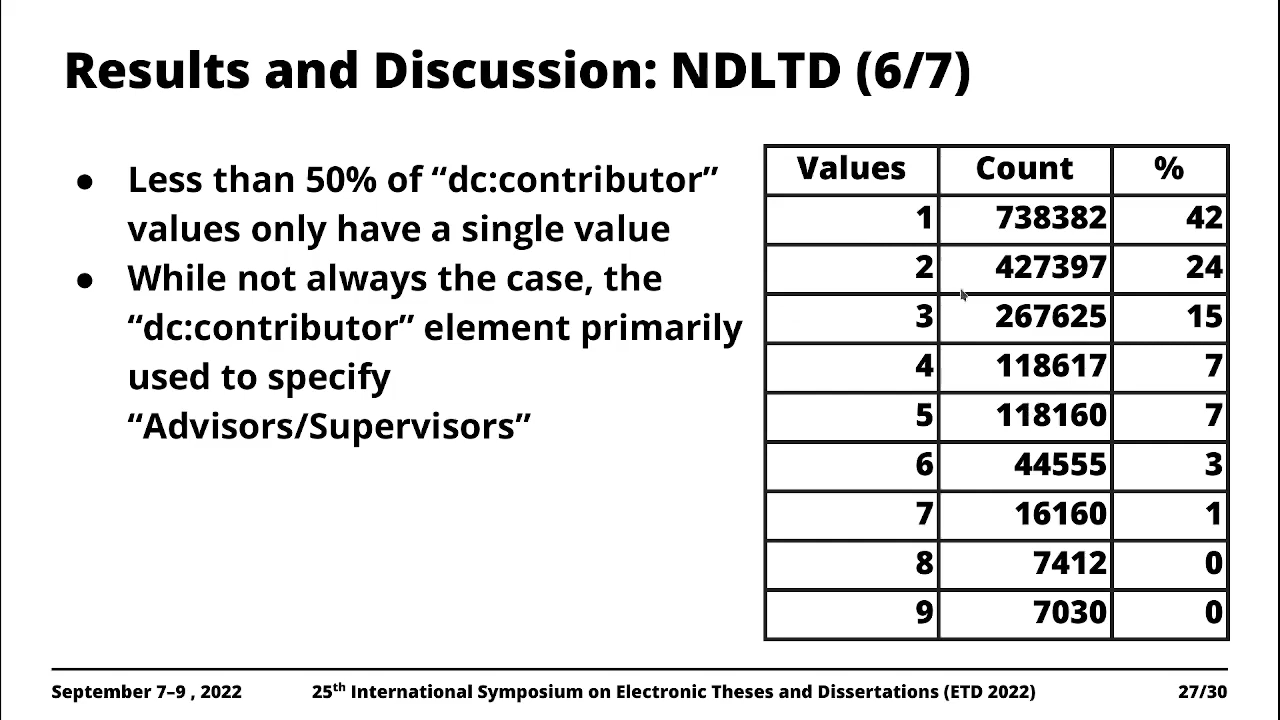 Results and Discussion: NDLTD (6/7)
● Less than 50% of “dc:contributor”
values only have a single value
● While not always the case, the
“dc:contributor” element primarily
used to specify
“Advisors/Supervisors”
Values Count %
1 738382 42
2 427397 24
3 267625 15
4 118617 7
5 118160 7
6 44555 3
7 16160 1
8 7412 0
9 7030 0
September 7–9 , 2022 25th International Symposium on Electronic Theses and Dissertations (ETD 2022) 27/30